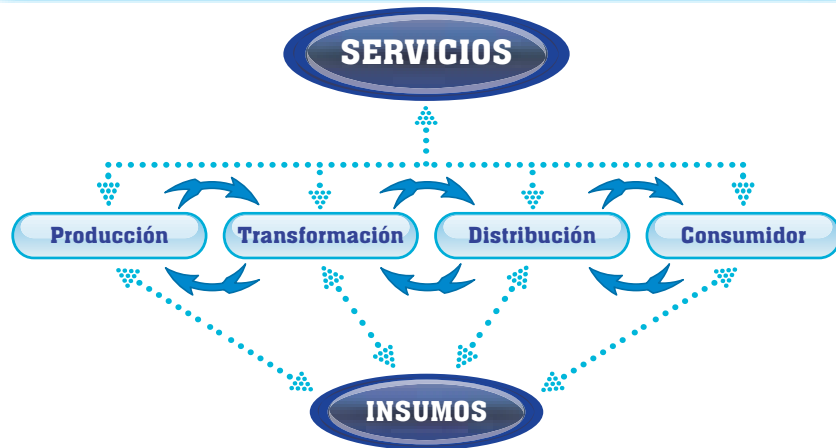 SERVICIOS
Producción
Transformación
Distribución
Consumidor
INSUMOS